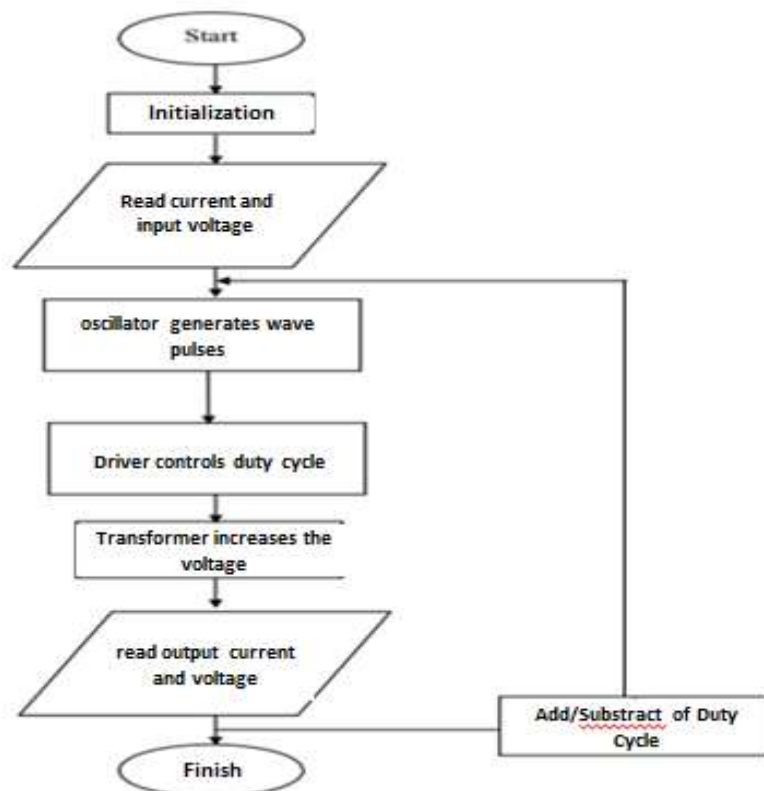 Start
Initialization
Read current and
input voltage
oscillator generates wave
pulses
Driver controls duty cycle
Transformer increases the
voltage
read output current
and voltage
Add/Substract of Duty
Cycle
Finish